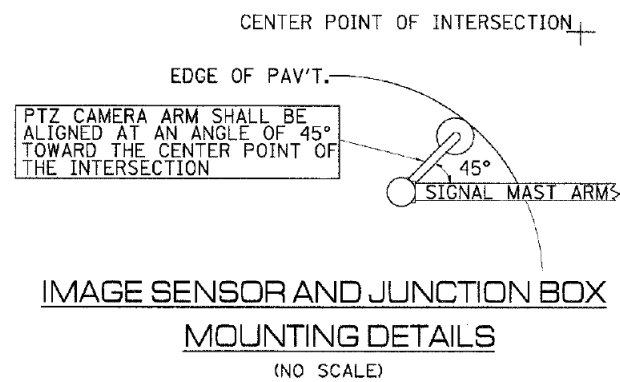 CENTER POINT OF INTERSECTION
EDGE OF PAV'T.
PTZ CAMERA ARM SHALL BE
ALIGNED AT AN ANGLE OF 45°
TOWARD THE CENTER POINT OF
THE INTERSECTION
45°
SIGNAL MAST ARM
IMAGE SENSOR AND JUNCTION BOX
MOUNTING DETAILS
(NO SCALE)